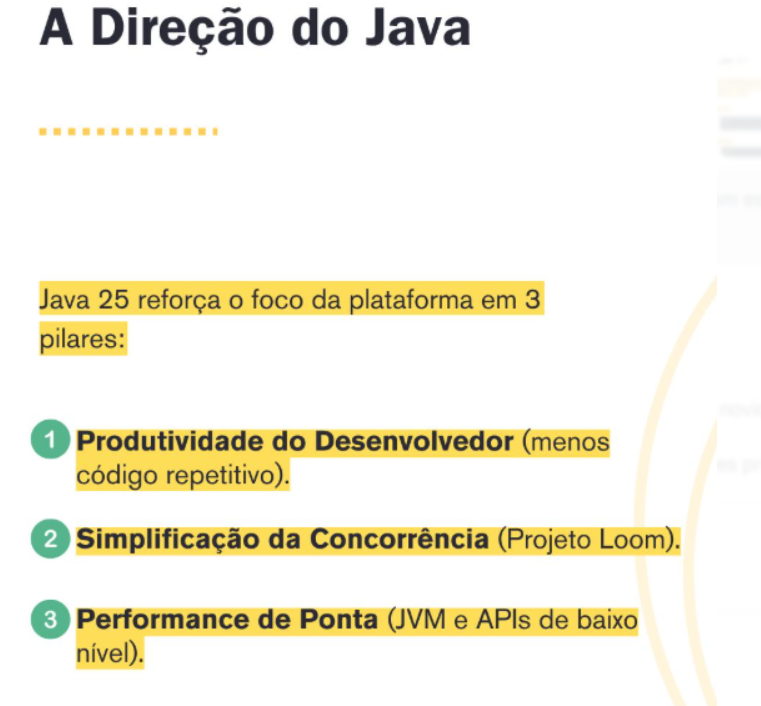 A Direção do Java
Java 25 reforça o foco da plataforma em 3
pilares:
1 Produtividade do Desenvolvedor (menos
código repetitivo).
2 Simplificação da Concorrência (Projeto Loom).
3 Performance de Ponta (JVM e APIs de baixo
nível).